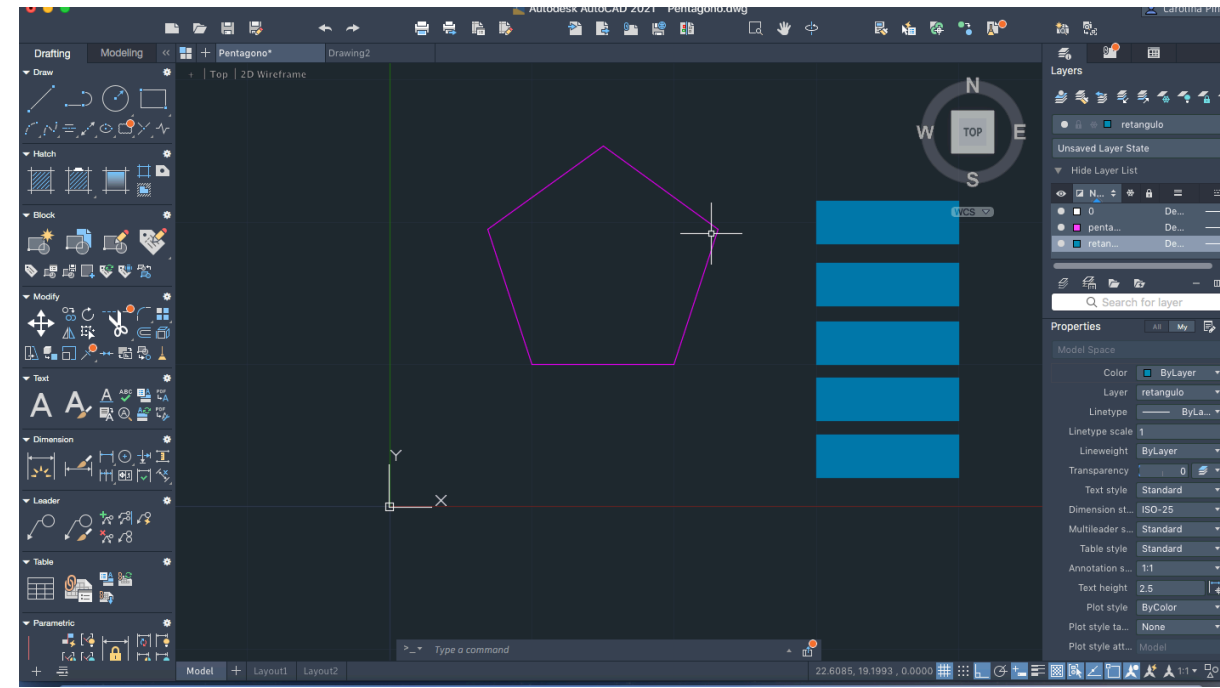 Autodesk AutoCAD 2021 Pentagono.dwg
Drafting Modeling << + Pentagono* Drawing2
+ | Top | 2D Wireframe
Draw
Hatch
Block
Modify
Text
A A A ABC PDF
PDF
Dimension
Leader
Table
Parametric
N
W TOP E
S
WCS
Y
X
>_ Type a command
Model + Layout1 Layout2
22.6085, 19.1993 , 0.0000
1:1
Layers
retangulo
Unsaved Layer State
Hide Layer List
N...
0 De...
penta... De...
retan... De...
Search for layer
Properties All My
Model Space
Color ByLayer
Layer retangulo
Linetype ByLa...
Linetype scale 1
Lineweight ByLayer
Transparency 0
Text style Standard
Dimension st... ISO-25
Multileader s... Standard
Table style Standard
Annotation s... 1:1
Text height 2.5
Plot style ByColor
Plot style ta... None
Plot style att... Model